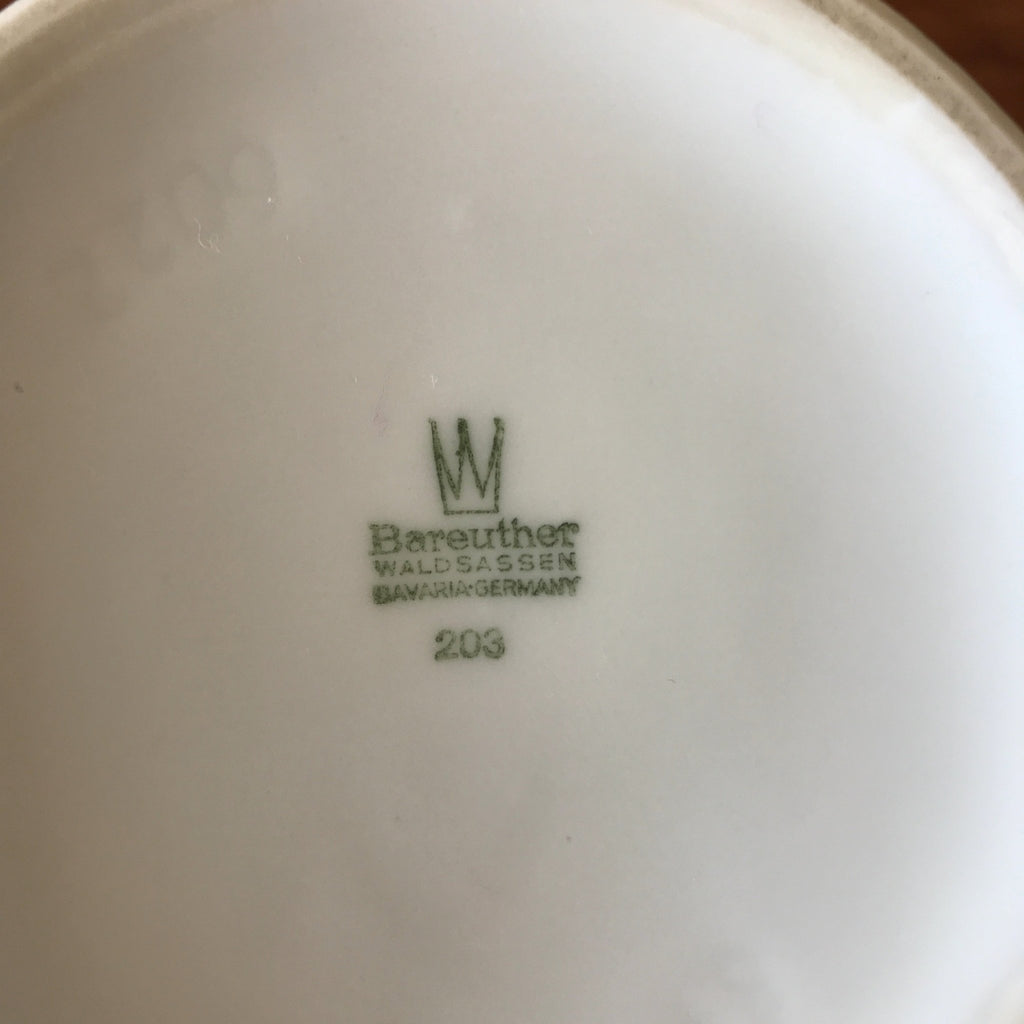 W
Bareuther
WALDSASSEN
BAVARIA·GERMANY
203